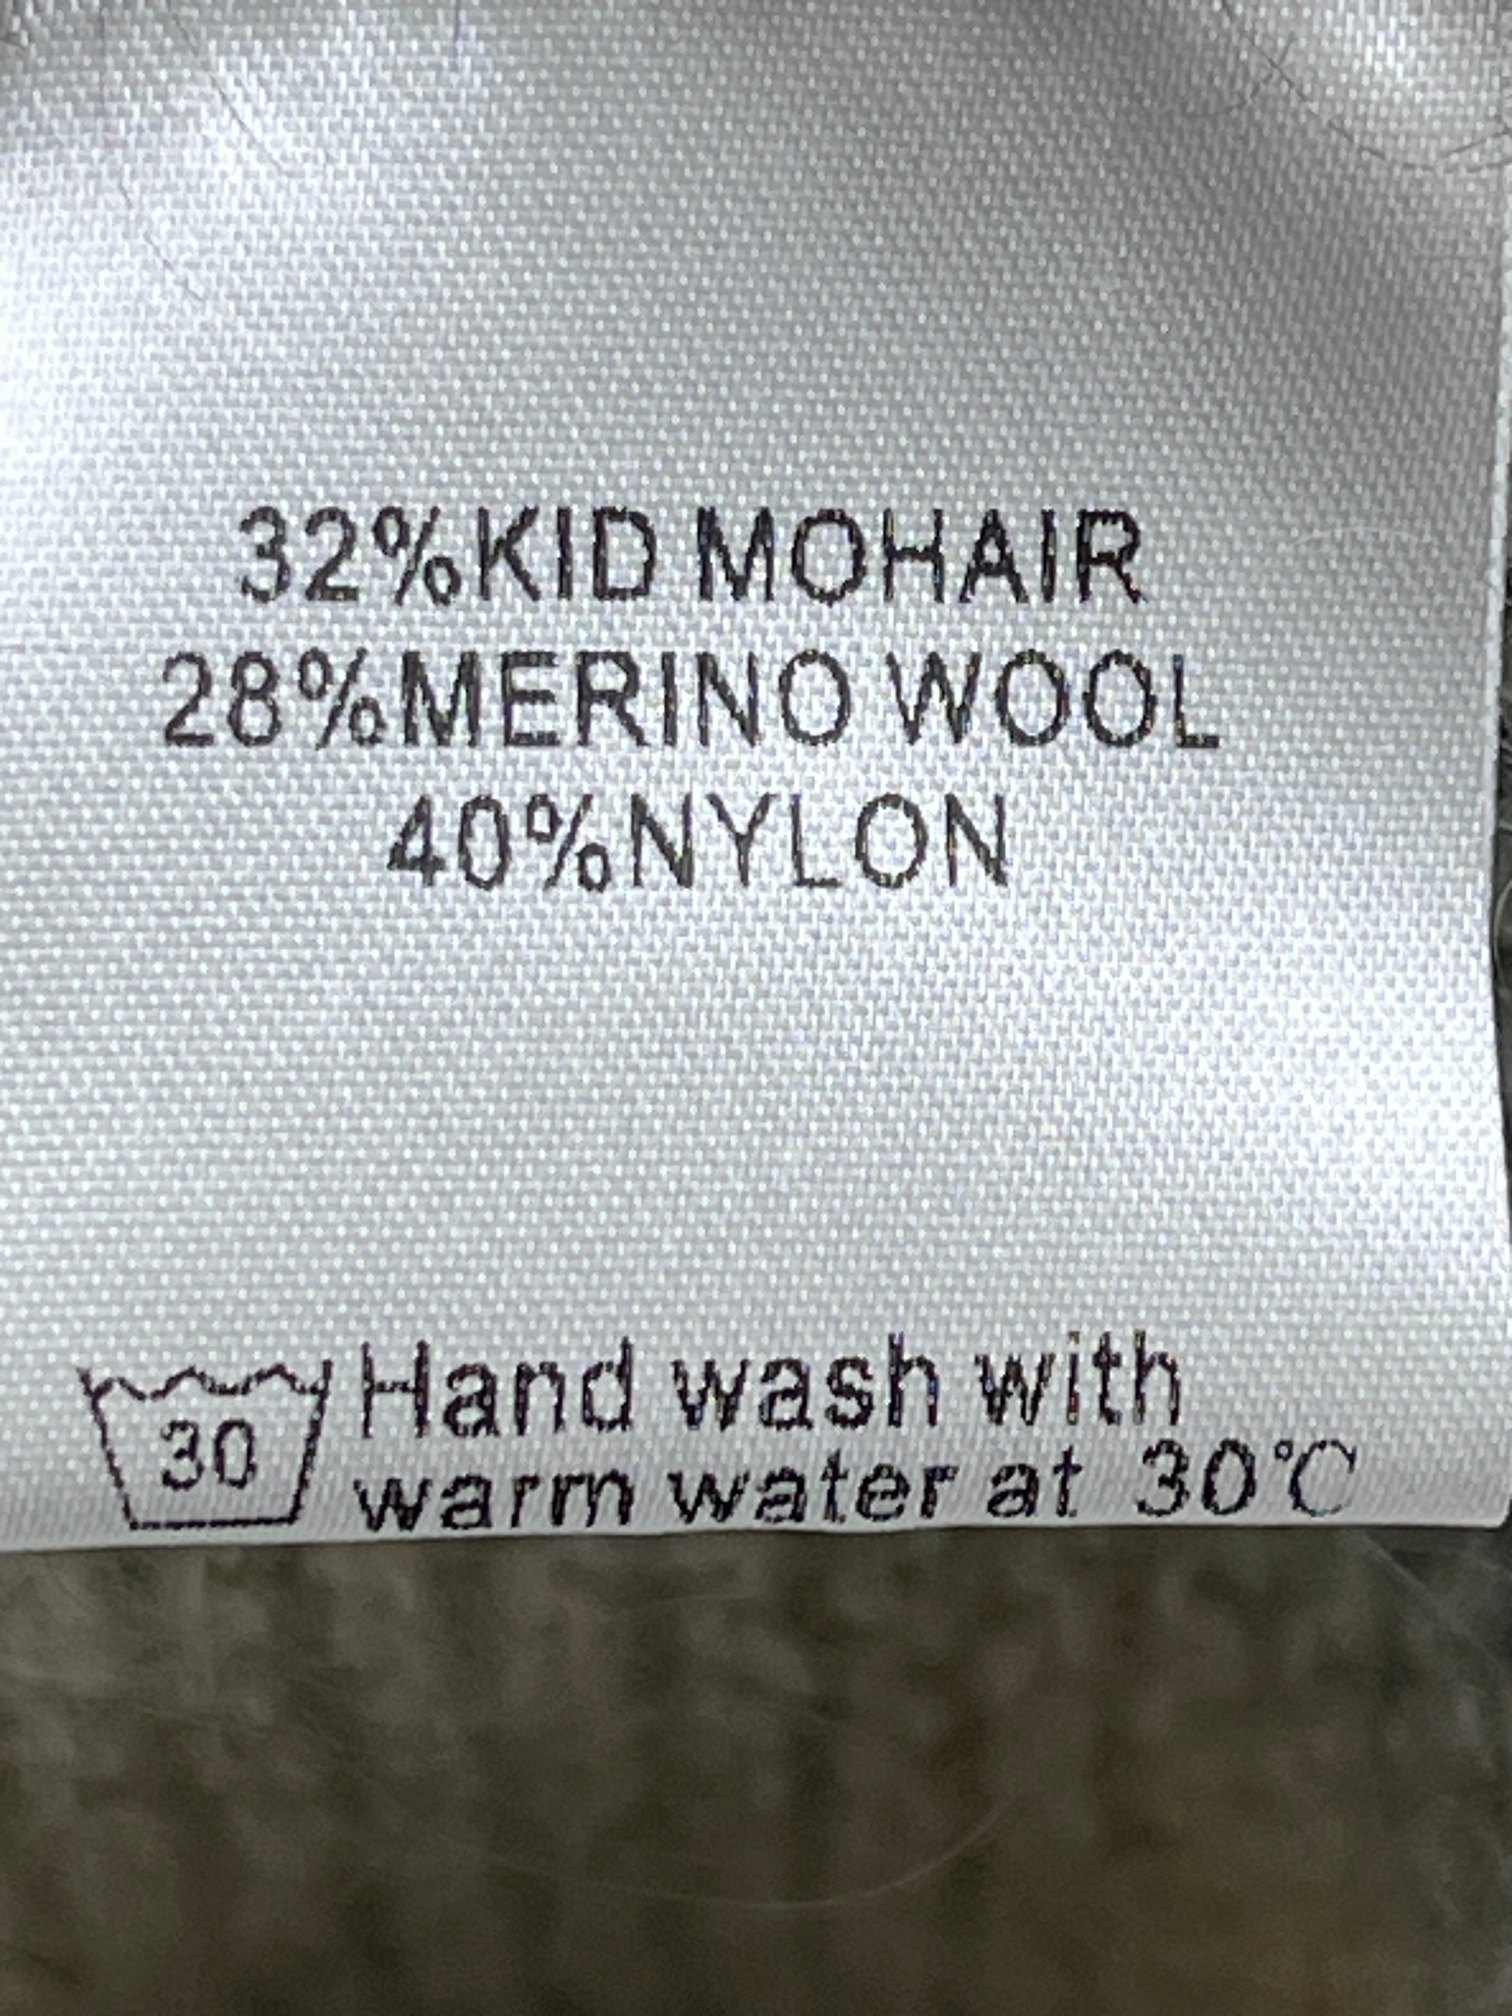 32%KID MOHAIR
28%MERINO WOOL
40%NYLON
30
Hand wash with
warm water at 30℃